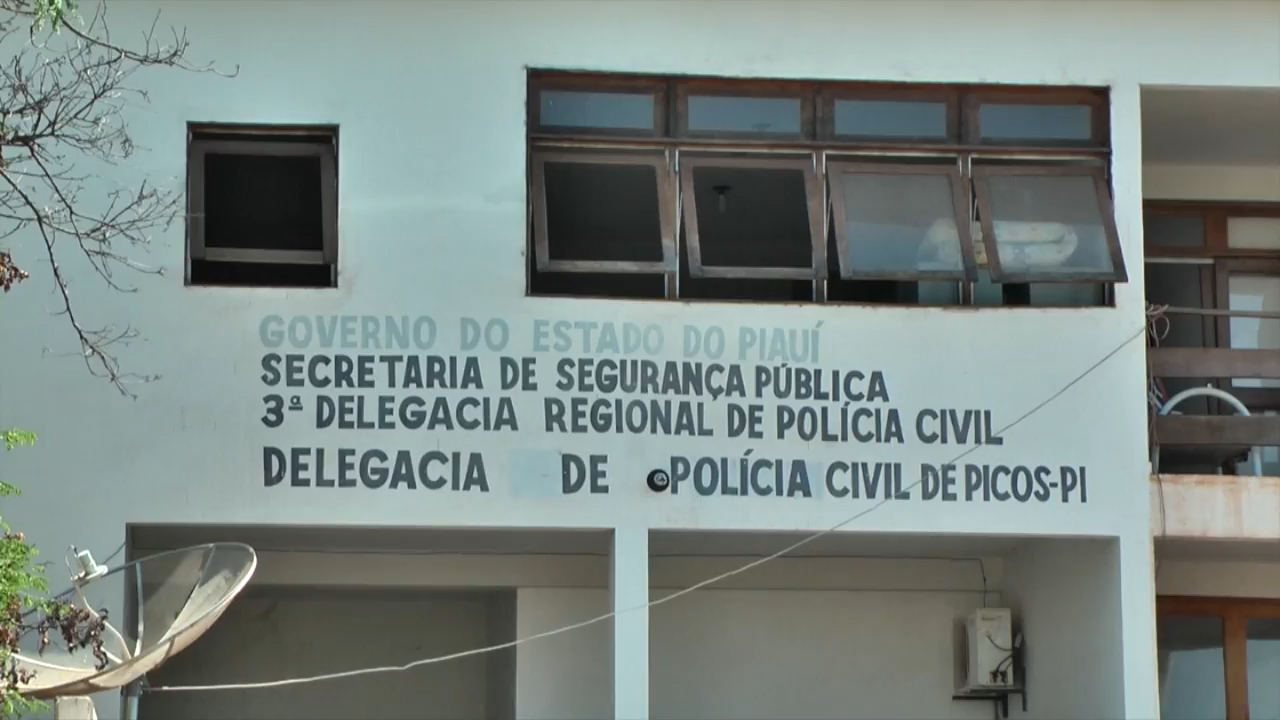 GOVERNO DO ESTADO DO PIAUÍ
SECRETARIA DE SEGURANÇA PÚBLICA
3ª DELEGACIA REGIONAL DE POLÍCIA CIVIL
DELEGACIA DE POLÍCIA CIVIL DE PICOS-PI